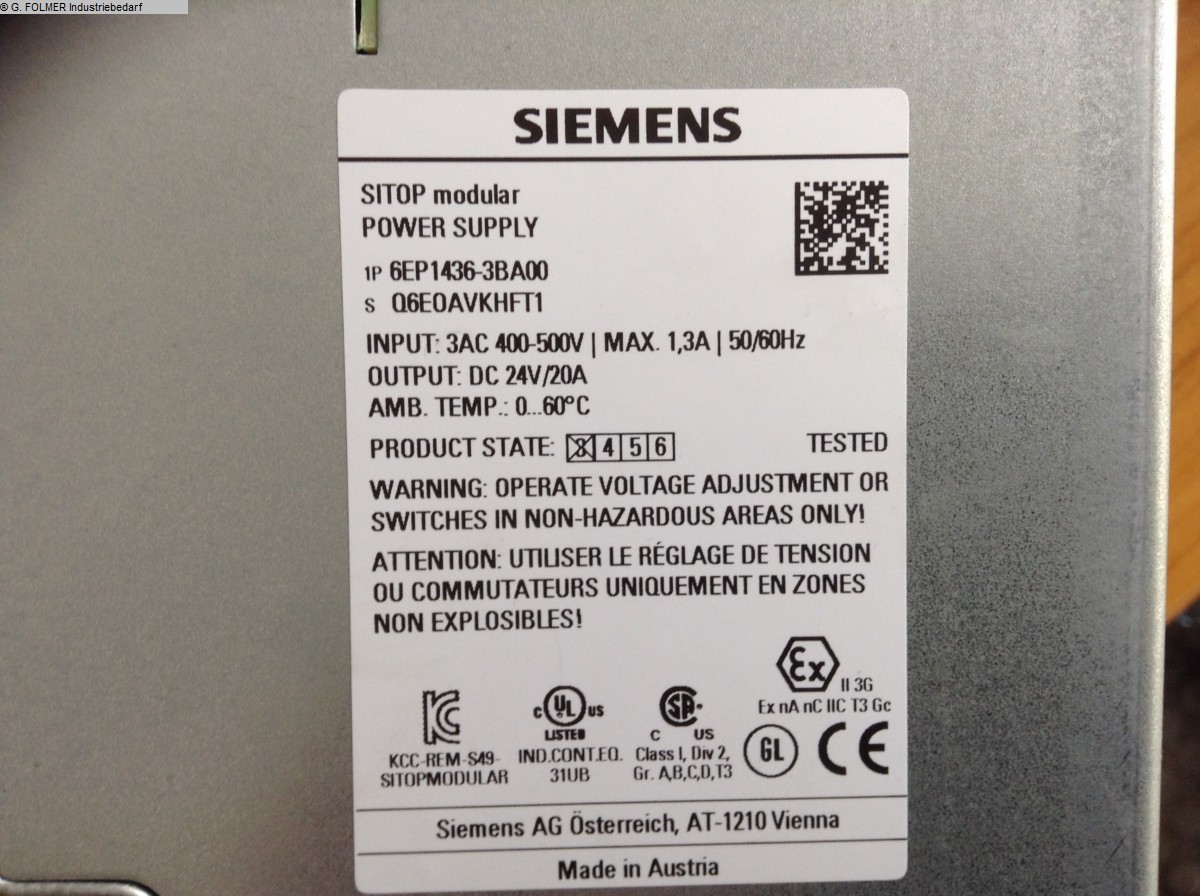 ® G. FOLMER Industriebedarf
SIEMENS
SITOP modular
POWER SUPPLY
1P 6EP1436-3BA00
S Q6EOAVKHFT1
INPUT: 3AC 400-500V | MAX. 1,3A | 50/60Hz
OUTPUT: DC 24V/20A
AMB. TEMP.: 0...60°C
PRODUCT STATE: 3 4 5 6 TESTED
WARNING: OPERATE VOLTAGE ADJUSTMENT OR
SWITCHES IN NON-HAZARDOUS AREAS ONLY!
ATTENTION: UTILISER LE RÉGLAGE DE TENSION
OU COMMUTATEURS UNIQUEMENT EN ZONES
NON EXPLOSIBLES!
Ex II 3G
Ex nA nC IIC T3 Gc
KC
KCC-REM-S49-
SITOPMODULAR
C UL US
LISTED
IND.CONT.EQ.
31UB
SA
C US
Class I, Div 2,
Gr. A,B,C,D,T3
GL CE
Siemens AG Österreich, AT-1210 Vienna
Made in Austria